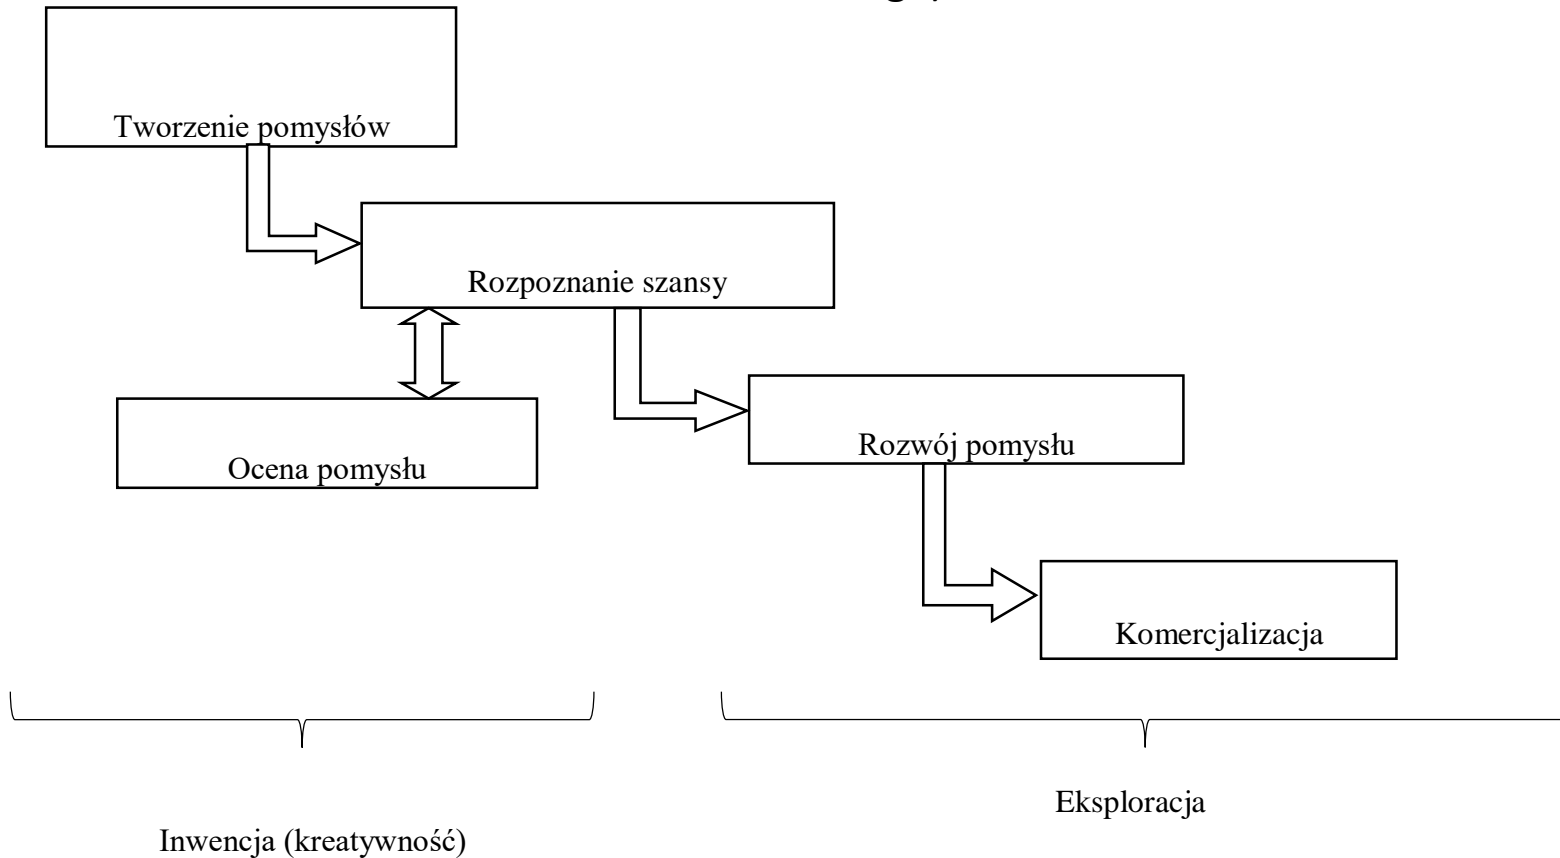 Tworzenie pomysłów
Rozpoznanie szansy
Rozwój pomysłu
Ocena pomysłu
Komercjalizacja
Eksploracja
Inwencja (kreatywność)